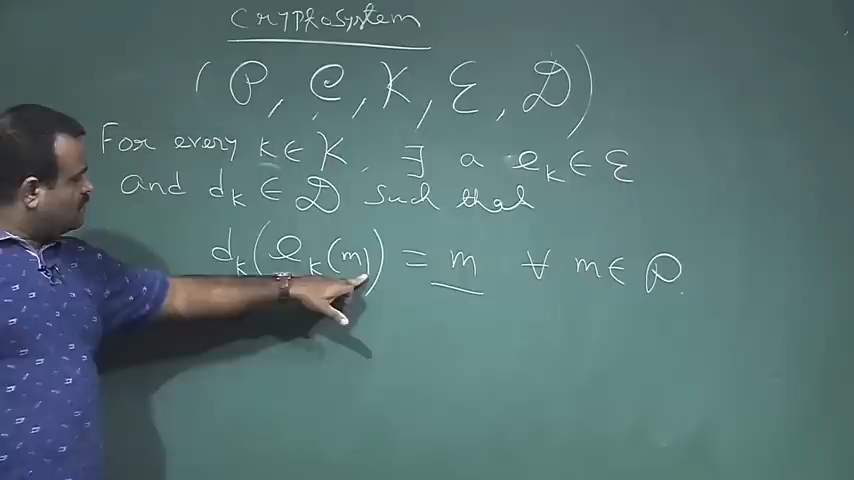 Cryptosystem
(P, C, K, E, D)
For every k ∈ K, ∃ a e_k ∈ E
and d_k ∈ D such that
d_k(e_k(m)) = m ∀ m ∈ P.